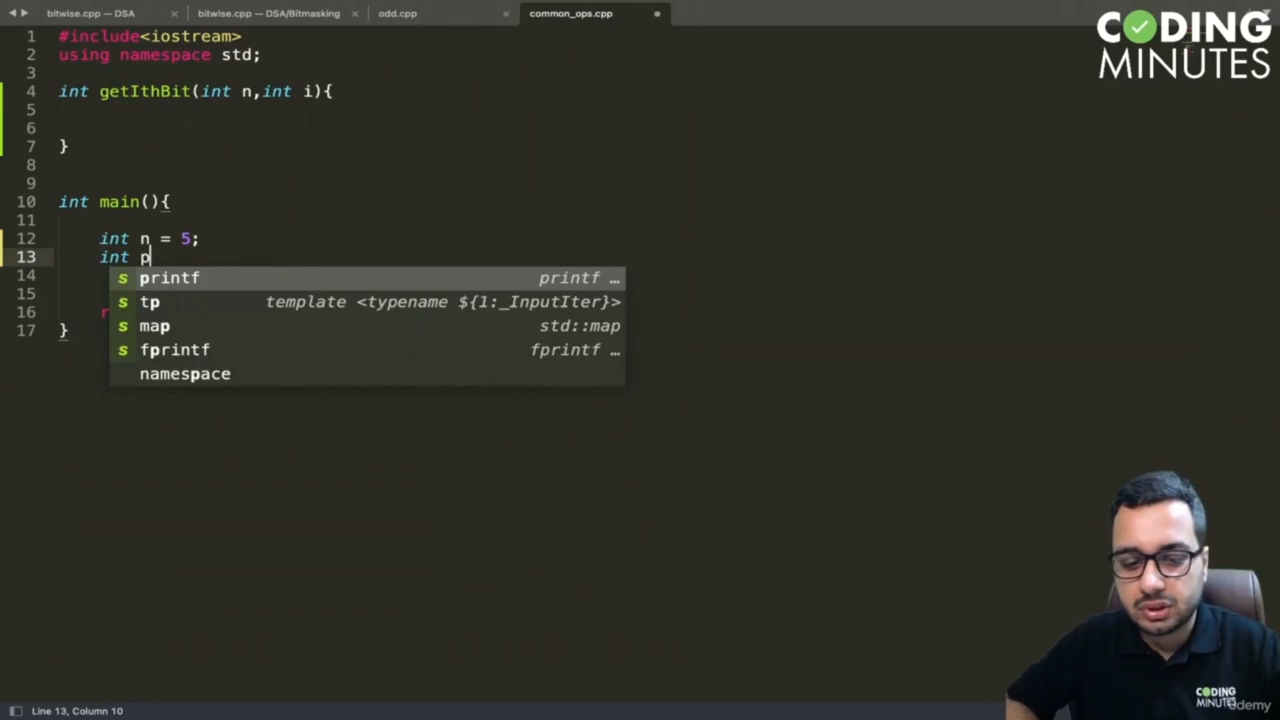 bitwise.cpp — DSA
bitwise.cpp — DSA/Bitmasking
odd.cpp
common_ops.cpp
CODING
MINUTES
1 #include<iostream>
2 using namespace std;
3
4 int getIthBit(int n,int i){
5
6
7 }
8
9
10 int main(){
11
12 int n = 5;
13 int p
14
15
16 r
17 }
s printf printf …
s tp template <typename ${1:_InputIter}>
s map std::map
s fprintf fprintf …
namespace
CODING
MINUTES
udemy
Line 13, Column 10